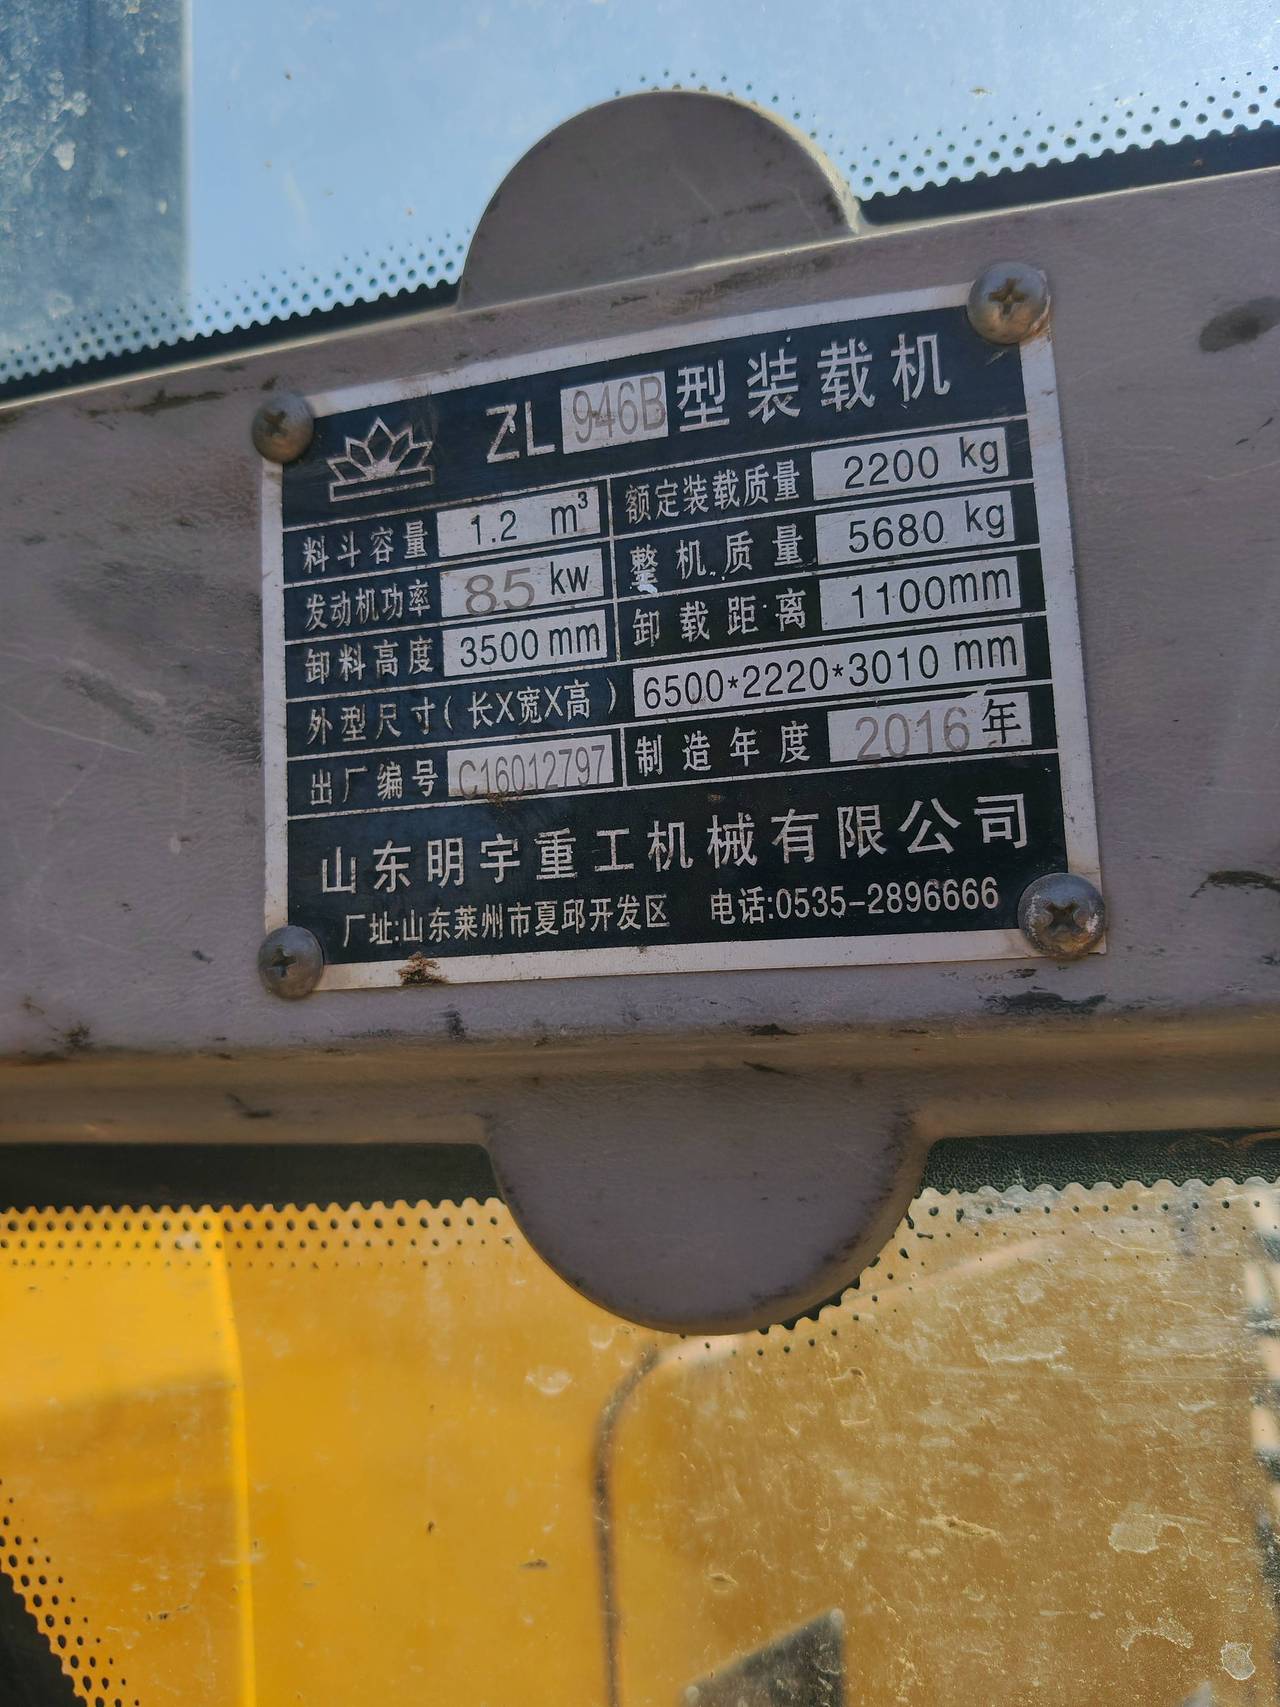 ZL 946B 型装载机
料斗容量 1.2 m³ 额定装载质量 2200 kg
发动机功率 85 kw 整机质量 5680 kg
卸料高度 3500 mm 卸载距离 1100mm
外型尺寸(长X宽X高) 6500*2220*3010 mm
出厂编号 C16012797 制造年度 2016年
山东明宇重工机械有限公司
厂址:山东莱州市夏邱开发区 电话:0535-2896666